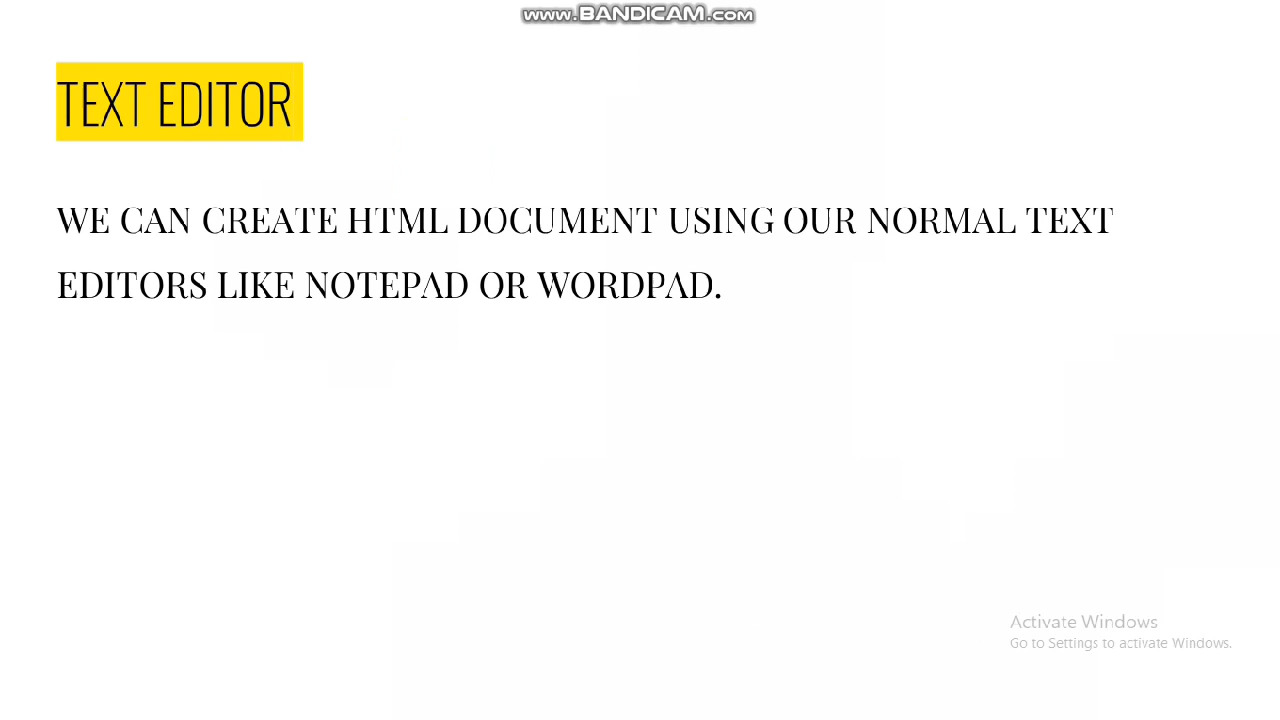 www.BANDICAM.com
TEXT EDITOR
WE CAN CREATE HTML DOCUMENT USING OUR NORMAL TEXT
EDITORS LIKE NOTEPAD OR WORDPAD.
Activate Windows
Go to Settings to activate Windows.